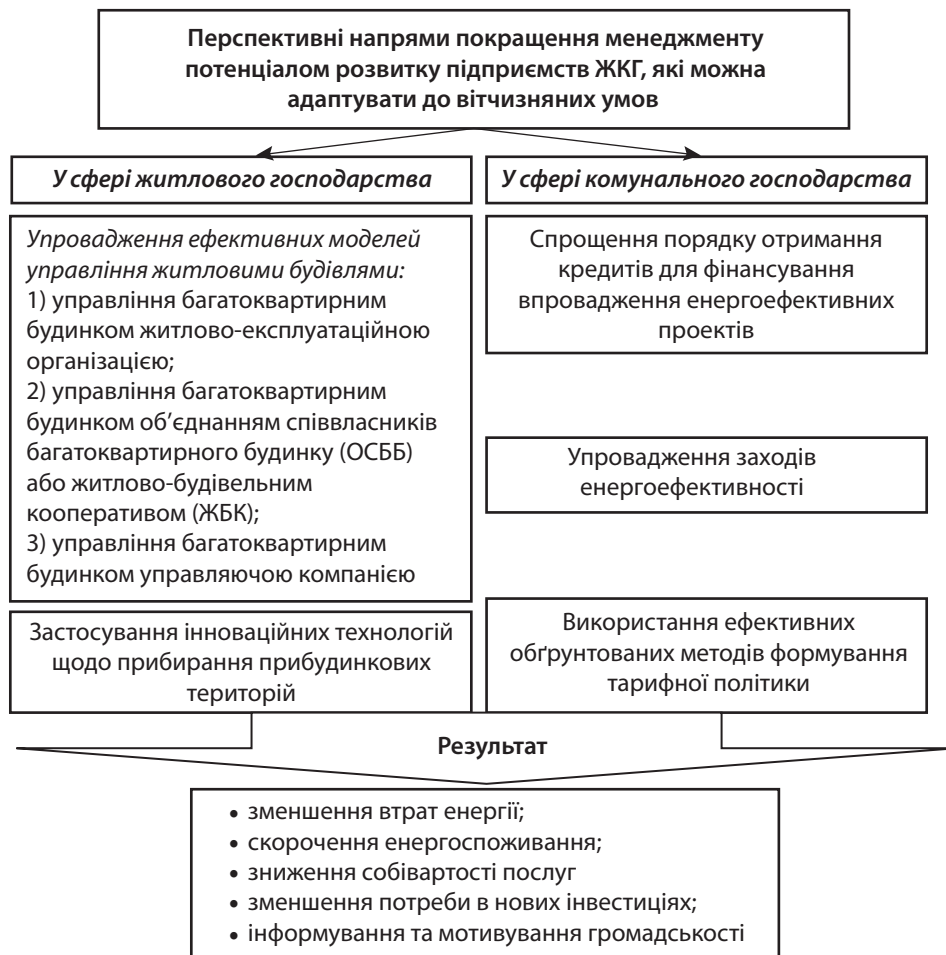 Перспективні напрями покращення менеджменту
потенціалом розвитку підприємств ЖКГ, які можна
адаптувати до вітчизняних умов
У сфері житлового господарства
Упровадження ефективних моделей
управління житловими будівлями:
1) управління багатоквартирним
будинком житлово-експлуатаційною
організацією;
2) управління багатоквартирним
будинком об’єднанням співвласників
багатоквартирного будинку (ОСББ)
або житлово-будівельним
кооперативом (ЖБК);
3) управління багатоквартирним
будинком управляючою компанією
Застосування інноваційних технологій
щодо прибирання прибудинкових
територій
У сфері комунального господарства
Спрощення порядку отримання
кредитів для фінансування
впровадження енергоефективних
проектів
Упровадження заходів
енергоефективності
Використання ефективних
обґрунтованих методів формування
тарифної політики
Результат
• зменшення втрат енергії;
• скорочення енергоспоживання;
• зниження собівартості послуг
• зменшення потреби в нових інвестиціях;
• інформування та мотивування громадськості